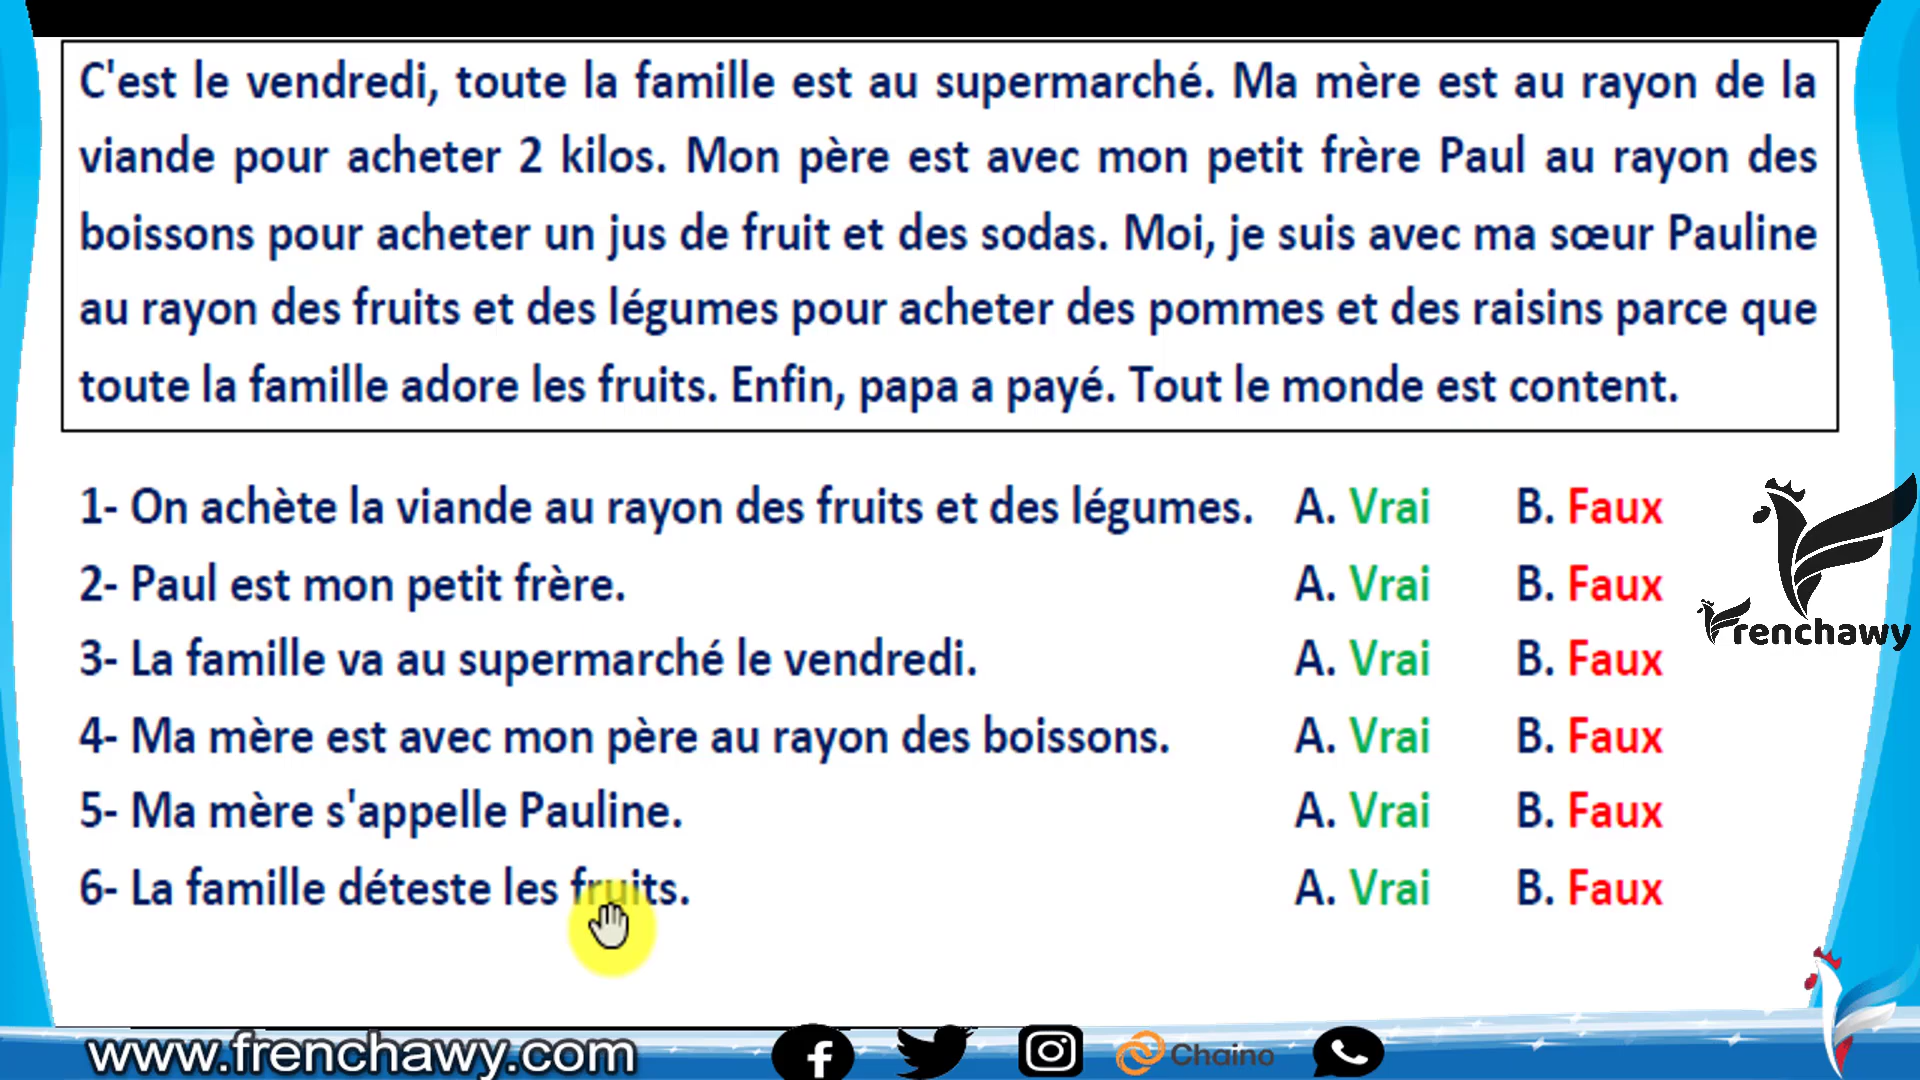 C'est le vendredi, toute la famille est au supermarché. Ma mère est au rayon de la
viande pour acheter 2 kilos. Mon père est avec mon petit frère Paul au rayon des
boissons pour acheter un jus de fruit et des sodas. Moi, je suis avec ma sœur Pauline
au rayon des fruits et des légumes pour acheter des pommes et des raisins parce que
toute la famille adore les fruits. Enfin, papa a payé. Tout le monde est content.
1- On achète la viande au rayon des fruits et des légumes. A. Vrai B. Faux
2- Paul est mon petit frère. A. Vrai B. Faux
3- La famille va au supermarché le vendredi. A. Vrai B. Faux
4- Ma mère est avec mon père au rayon des boissons. A. Vrai B. Faux
5- Ma mère s'appelle Pauline. A. Vrai B. Faux
6- La famille déteste les fruits. A. Vrai B. Faux
Frenchawy
www.frenchawy.com
Chaino